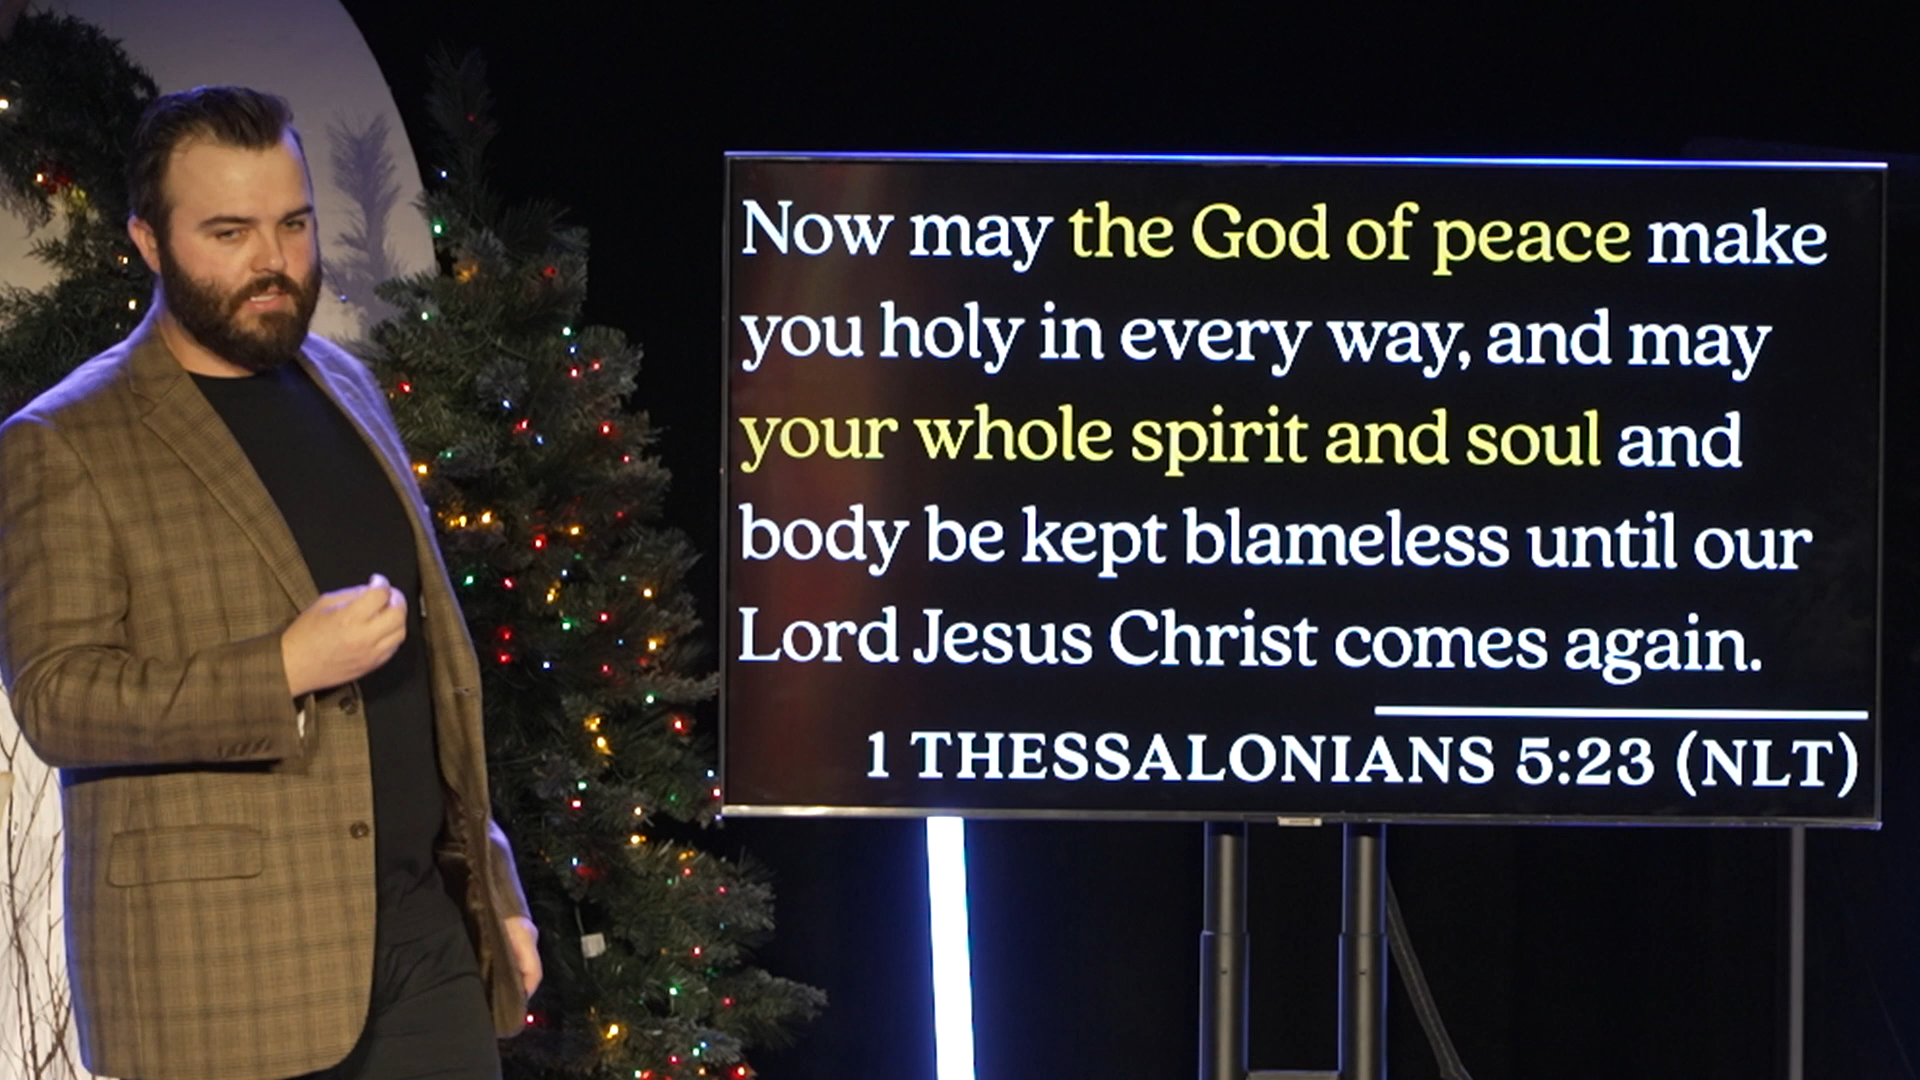 Now may the God of peace make
you holy in every way, and may
your whole spirit and soul and
body be kept blameless until our
Lord Jesus Christ comes again.
1 THESSALONIANS 5:23 (NLT)